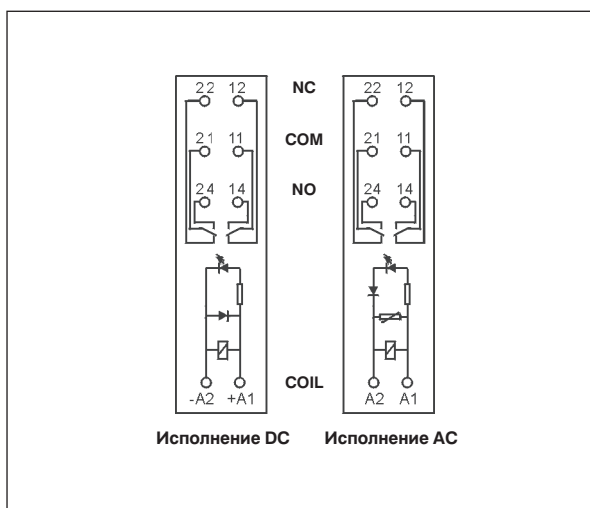 22 12 NC 22 12
21 11 COM 21 11
24 14 NO 24 14
COIL
-A2 +A1 A2 A1
Исполнение DC Исполнение AC